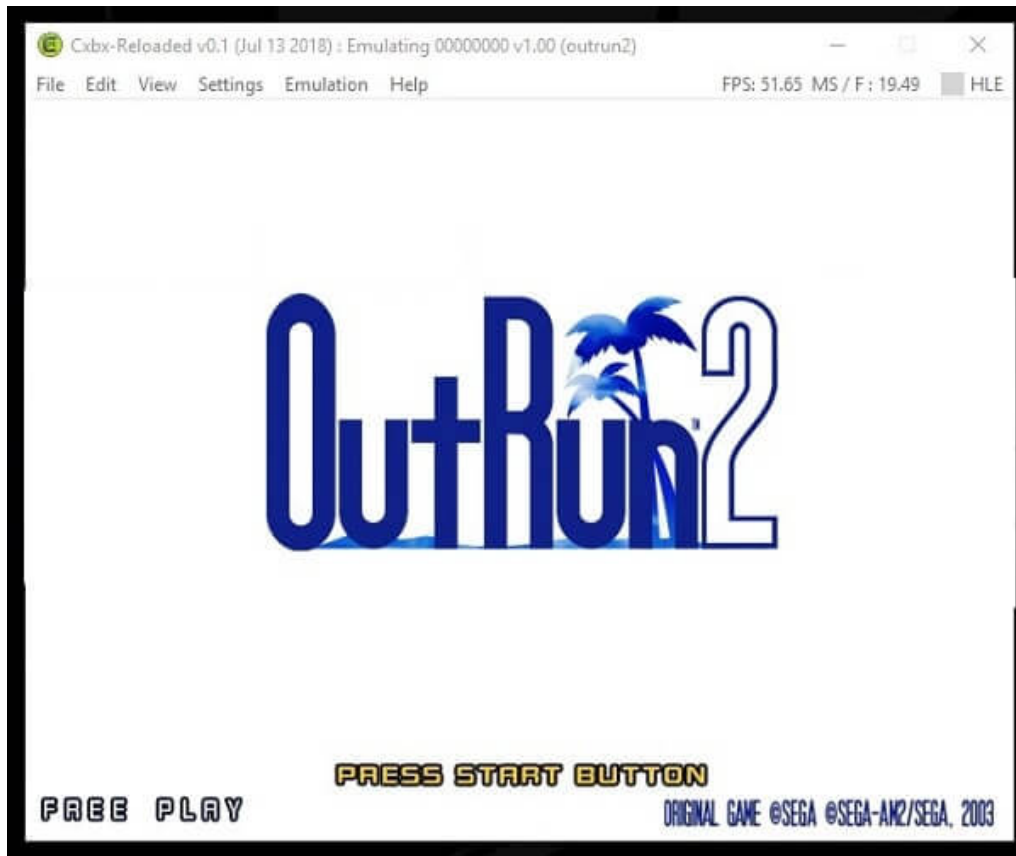 Cxbx-Reloaded v0.1 (Jul 13 2018) : Emulating 00000000 v1.00 (outrun2)
File Edit View Settings Emulation Help FPS: 51.65 MS / F : 19.49 HLE
OutRun2 ™
PRESS START BUTTON
FREE PLAY
ORIGINAL GAME ©SEGA ©SEGA-AM2/SEGA, 2003